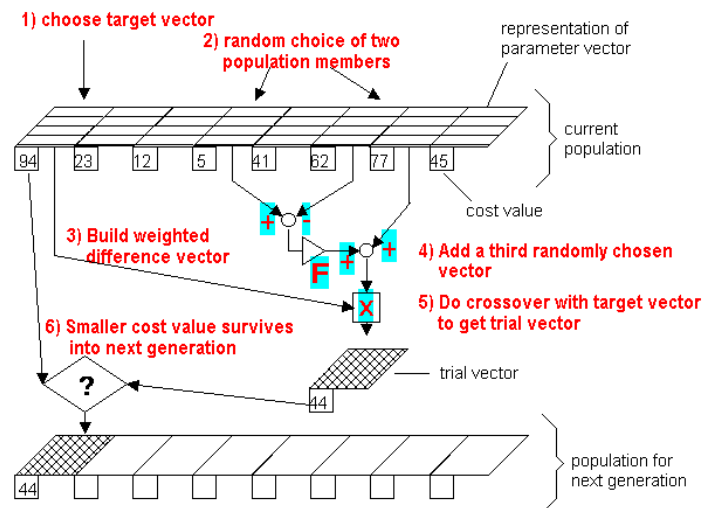 1) choose target vector
2) random choice of two
population members
representation of
parameter vector
94 23 12 5 41 62 77 45
current
population
cost value
+ -
3) Build weighted
difference vector
F + +
4) Add a third randomly chosen
vector
X
5) Do crossover with target vector
to get trial vector
6) Smaller cost value survives
into next generation
?
trial vector
44
population for
next generation
44